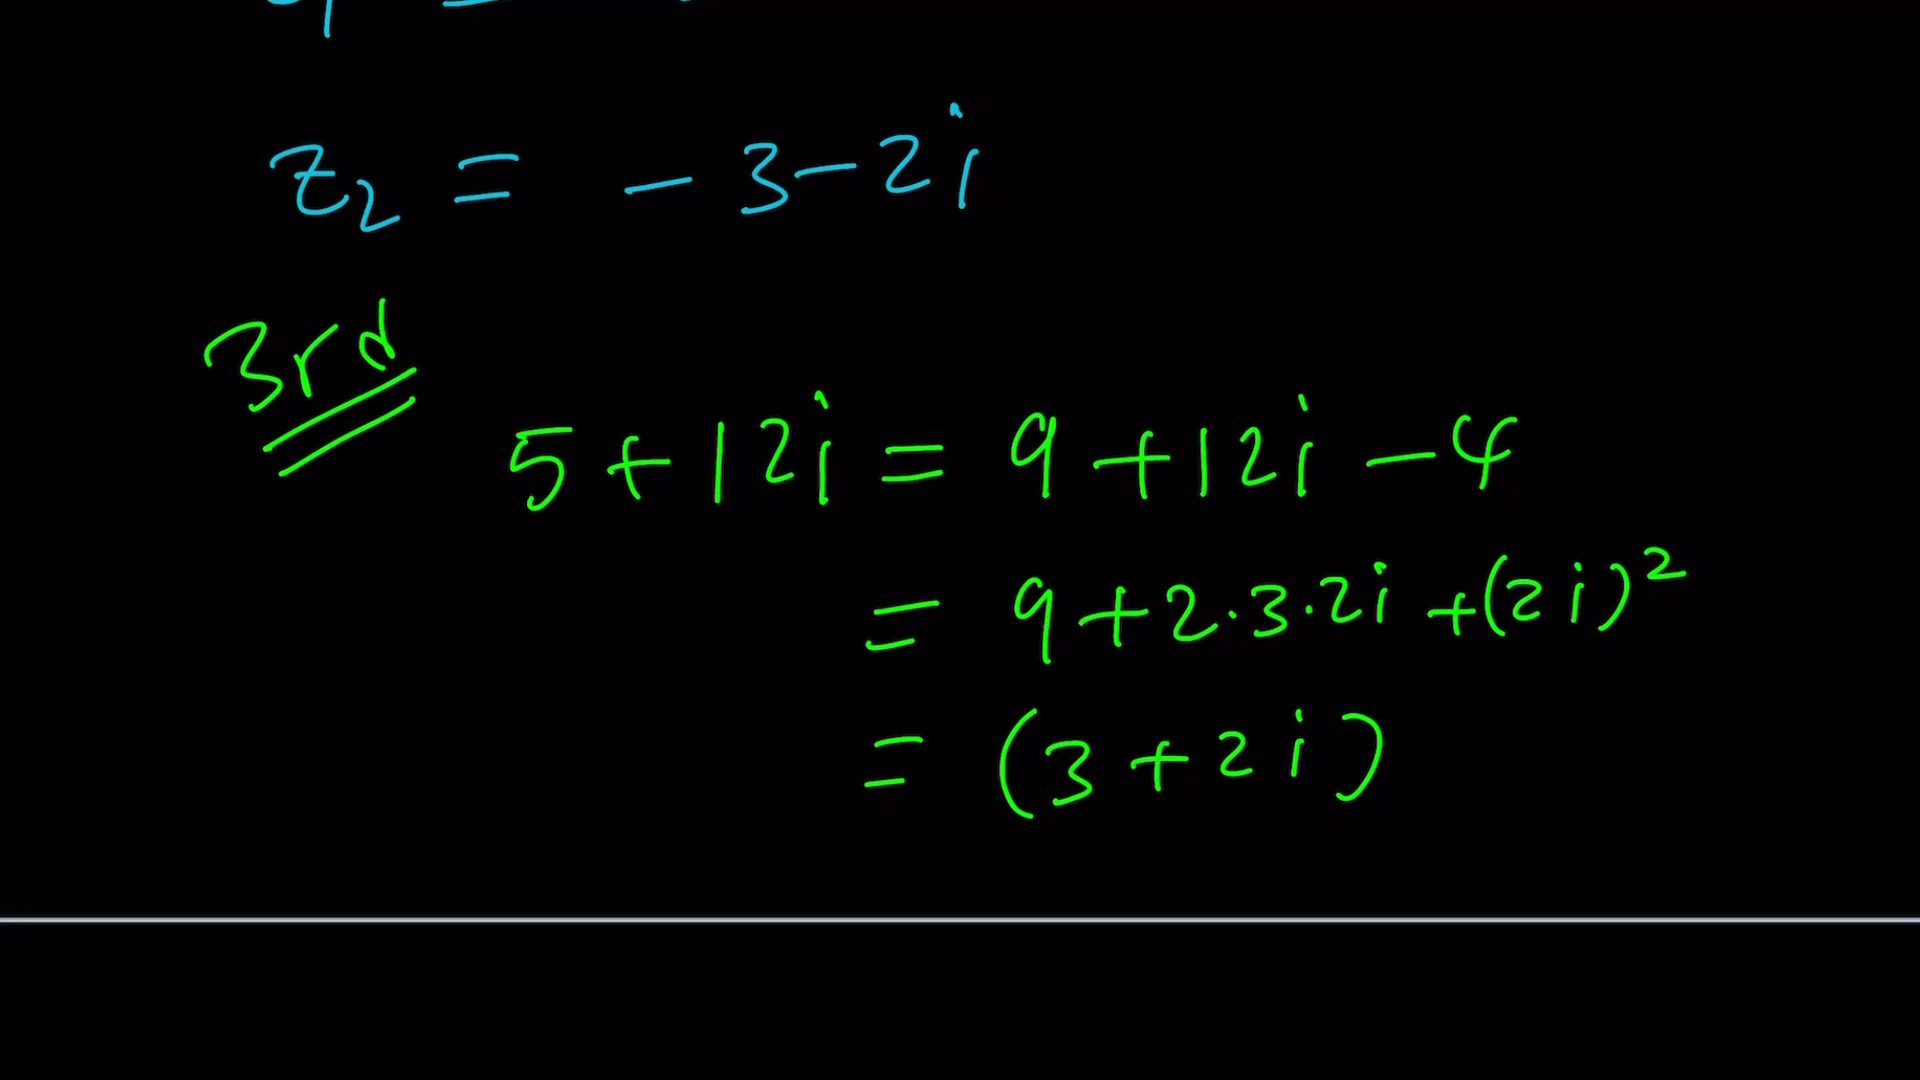 z₂ = - 3 - 2i
3rd
5 + 12i = 9 + 12i - 4
= 9 + 2·3·2i + (2i)²
= (3 + 2i)